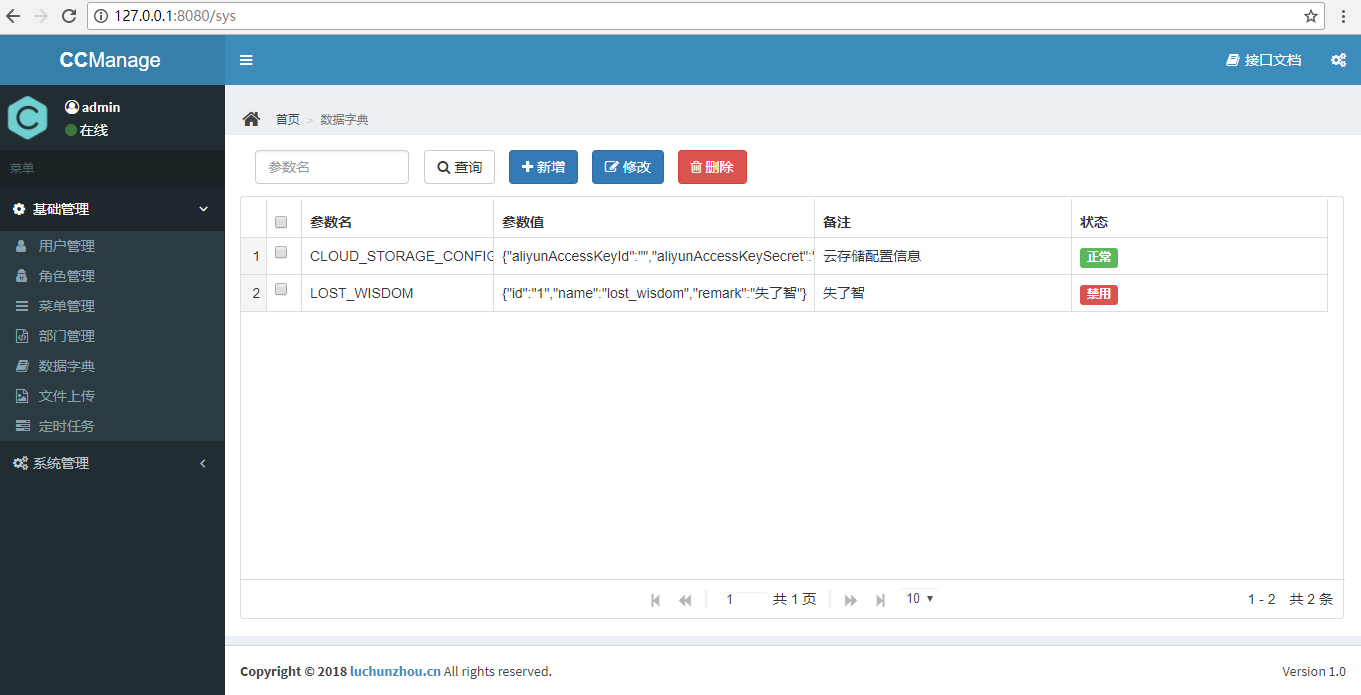 127.0.0.1:8080/sys
CCManage
接口文档
admin
在线
菜单
基础管理
用户管理
角色管理
菜单管理
部门管理
数据字典
文件上传
定时任务
系统管理
首页 > 数据字典
参数名 查询 新增 修改 删除
参数名 参数值 备注 状态
1 CLOUD_STORAGE_CONFIG {"aliyunAccessKeyId":"","aliyunAccessKeySecret":" 云存储配置信息 正常
2 LOST_WISDOM {"id":"1","name":"lost_wisdom","remark":"失了智"} 失了智 禁用
1 共 1 页 10 1 - 2 共 2 条
Copyright © 2018 luchunzhou.cn All rights reserved. Version 1.0